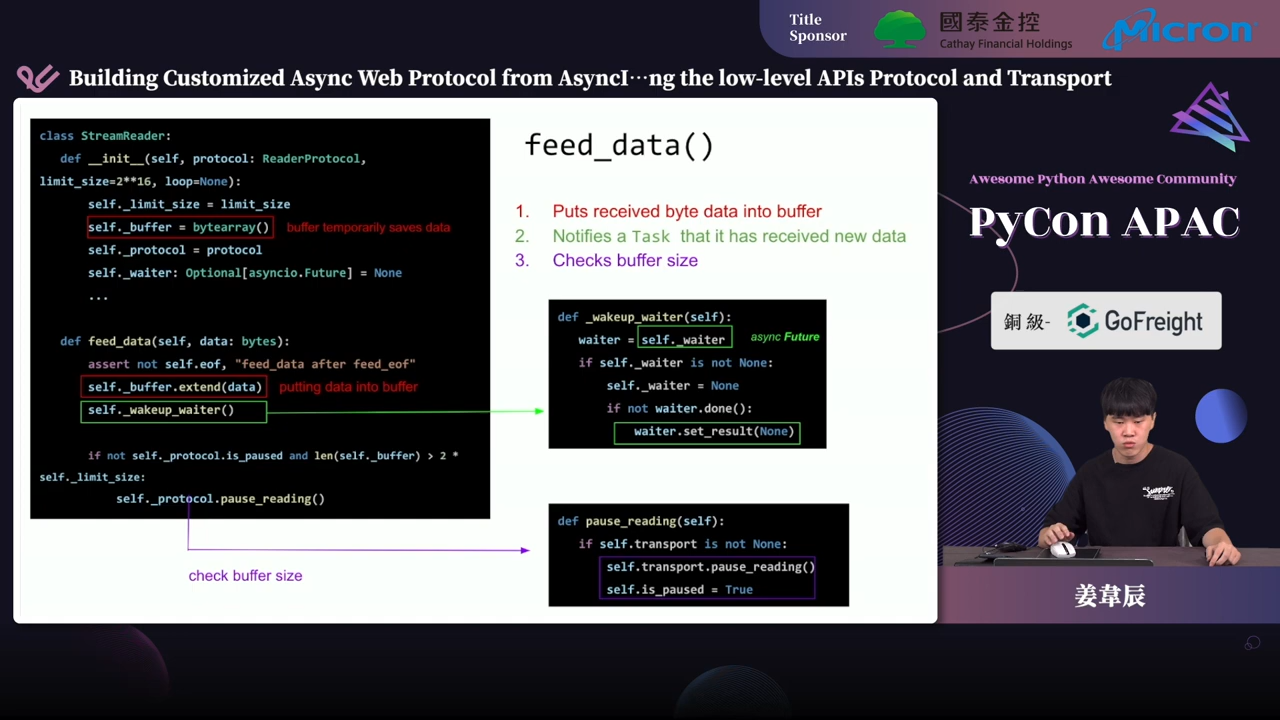 Title
Sponsor
國泰金控
Cathay Financial Holdings
Micron
Building Customized Async Web Protocol from AsyncI…ng the low-level APIs Protocol and Transport
class StreamReader:
def __init__(self, protocol: ReaderProtocol,
limit_size=2**16, loop=None):
self._limit_size = limit_size
self._buffer = bytearray()
buffer temporarily saves data
self._protocol = protocol
self._waiter: Optional[asyncio.Future] = None
...
def feed_data(self, data: bytes):
assert not self.eof, "feed_data after feed_eof"
self._buffer.extend(data)
putting data into buffer
self._wakeup_waiter()
if not self._protocol.is_paused and len(self._buffer) > 2 *
self._limit_size:
self._protocol.pause_reading()
check buffer size
feed_data()
1. Puts received byte data into buffer
2. Notifies a Task that it has received new data
3. Checks buffer size
def _wakeup_waiter(self):
waiter = self._waiter
async Future
if self._waiter is not None:
self._waiter = None
if not waiter.done():
waiter.set_result(None)
def pause_reading(self):
if self.transport is not None:
self.transport.pause_reading()
self.is_paused = True
Awesome Python Awesome Community
PyCon APAC
銅級-
GoFreight
姜韋辰